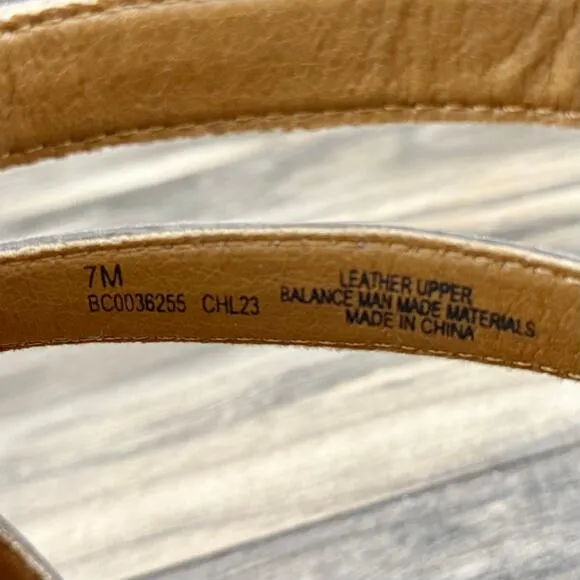 7M
BC0036255 CHL23
LEATHER UPPER
BALANCE MAN MADE MATERIALS
MADE IN CHINA